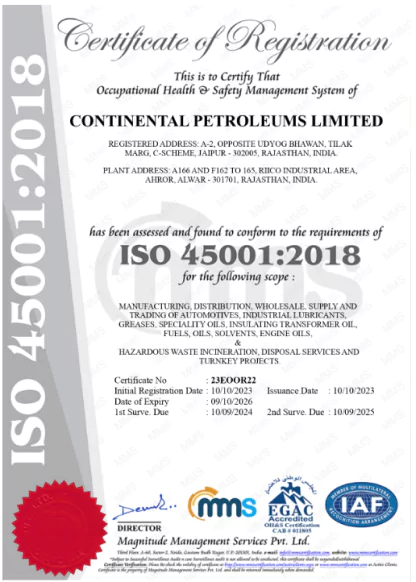 Certificate of Registration
This is to Certify That
Occupational Health & Safety Management System of
CONTINENTAL PETROLEUMS LIMITED
REGISTERED ADDRESS: A-2, OPPOSITE UDYOG BHAWAN, TILAK
MARG, C-SCHEME, JAIPUR - 302005, RAJASTHAN, INDIA.
PLANT ADDRESS: A166 AND F162 TO 165, RIICO INDUSTRIAL AREA,
AHROR, ALWAR - 301701, RAJASTHAN, INDIA.
has been assessed and found to conform to the requirements of
ISO 45001:2018
for the following scope :
MANUFACTURING, DISTRIBUTION, WHOLESALE, SUPPLY AND
TRADING OF AUTOMOTIVES, INDUSTRIAL LUBRICANTS,
GREASES, SPECIALITY OILS, INSULATING TRANSFORMER OIL,
FUELS, OILS, SOLVENTS, ENGINE OILS,
&
HAZARDOUS WASTE INCINERATION, DISPOSAL SERVICES AND
TURNKEY PROJECTS.
Certificate No : 23EOOR22
Initial Registration Date : 10/10/2023 Issuance Date : 10/10/2023
Date of Expiry : 09/10/2026
1st Surve. Due : 10/09/2024 2nd Surve. Due : 10/09/2025
ISO 45001:2018
DIRECTOR
mms
EGAC
Accredited
OH&S Certification
CAB # 011880S
MEMBER OF MULTILATERAL
IAF
RECOGNITION ARRANGEMENT
Magnitude Management Services Pvt. Ltd.